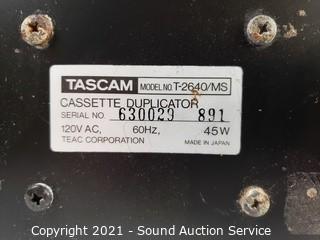 TASCAM MODEL NO. T-2640/MS
CASSETTE DUPLICATOR
SERIAL NO. 630029 891
120V AC, 60Hz, 45W
TEAC CORPORATION MADE IN JAPAN
Copyright © 2021 - Sound Auction Service